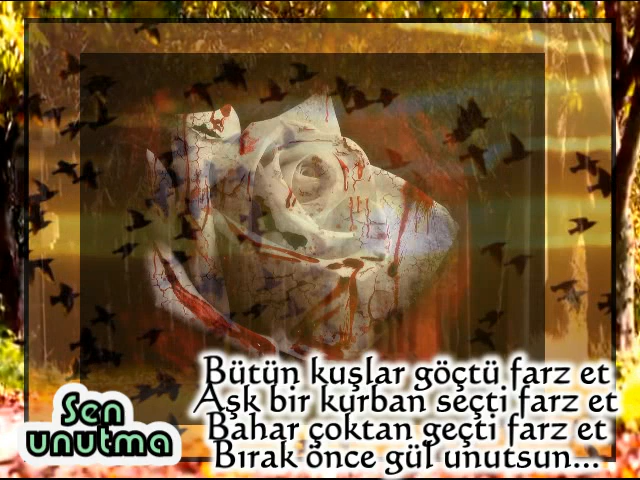 Bütün kuşlar göçtü farz et
Aşk bir kurban seçti farz et
Bahar çoktan geçti farz et
Bırak önce gül unutsun...
Sen
unutma